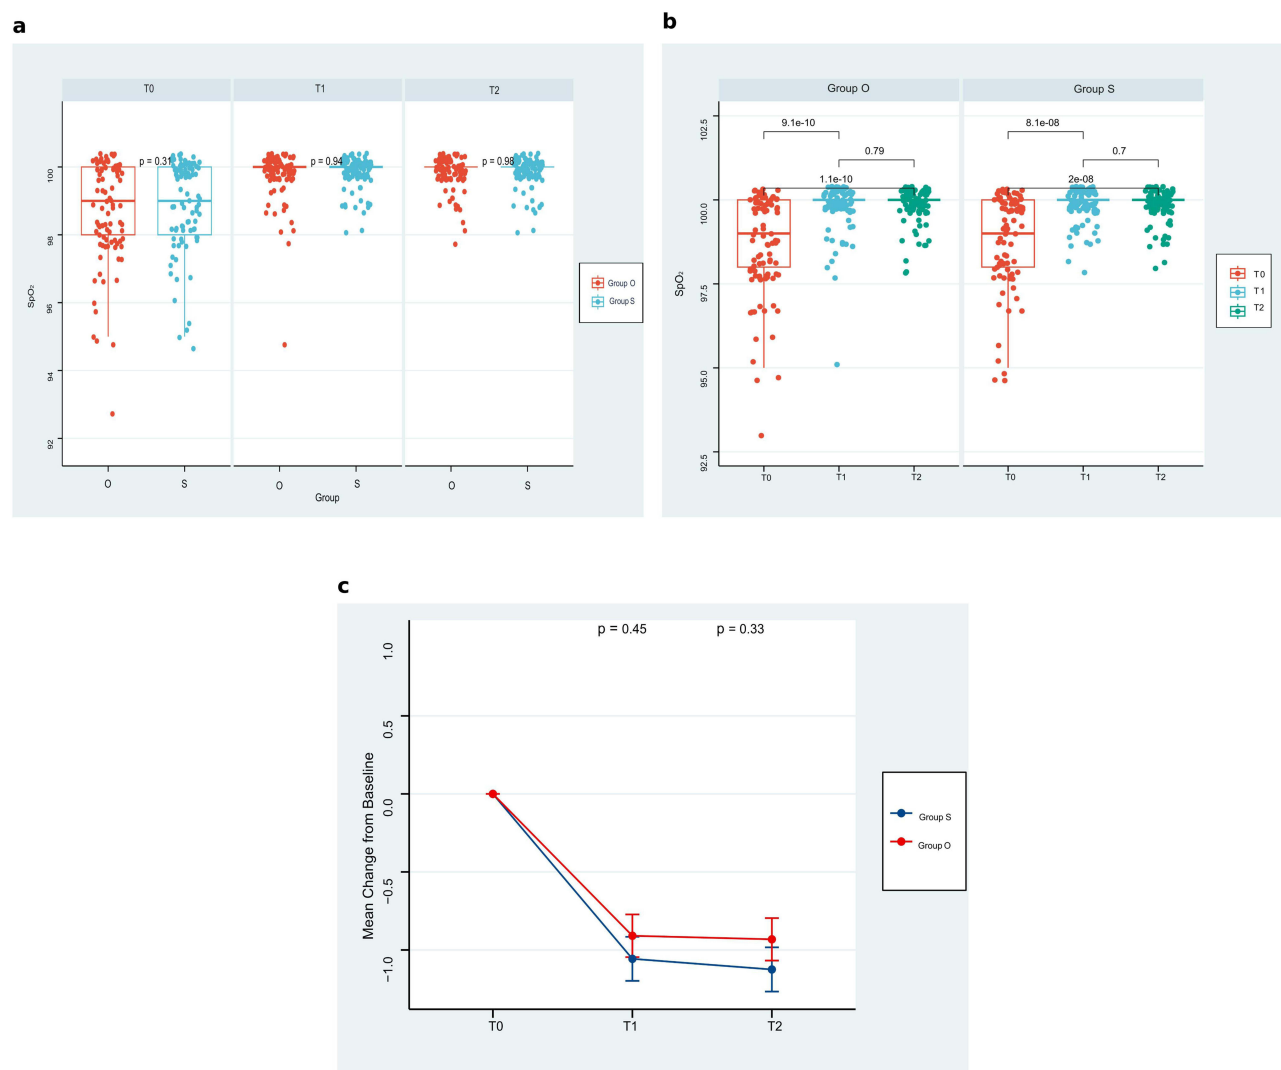 a
T0 T1 T2
p = 0.31 p = 0.94 p = 0.98
100
98
96
94
92
SpO₂
O S O S O S
Group
Group O
Group S
b
Group O Group S
9.1e-10 8.1e-08
0.79 0.7
1.1e-10 2e-08
102.5
100.0
97.5
95.0
92.5
SpO₂
T0 T1 T2 T0 T1 T2
T0
T1
T2
c
p = 0.45 p = 0.33
1.0
0.5
0.0
−0.5
−1.0
Mean Change from Baseline
T0 T1 T2
Group S
Group O